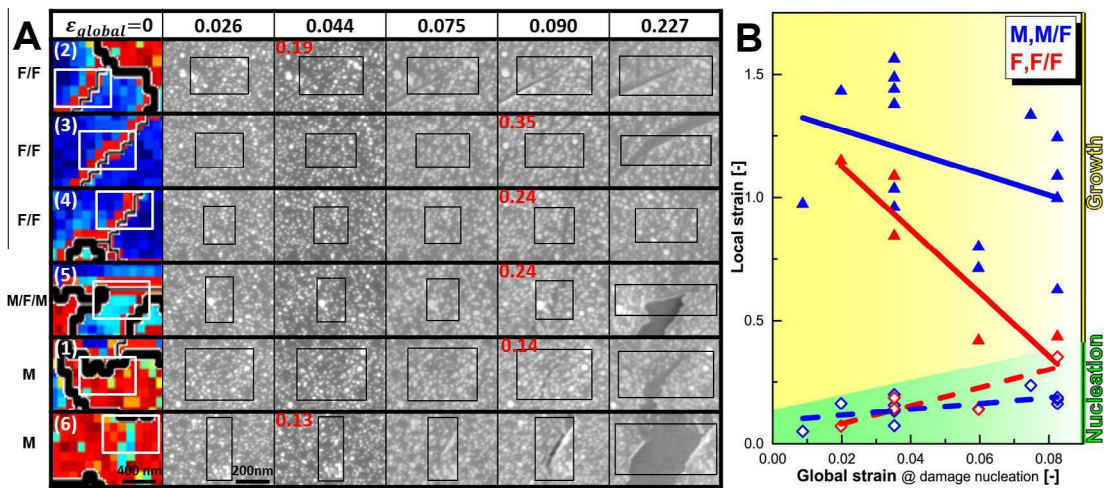 A
ε_global=0 0.026 0.044 0.075 0.090 0.227
F/F (2) 0.19
F/F (3) 0.35
F/F (4) 0.24
M/F/M (5) 0.24
M (1) 0.14
M (6) 0.13
400 nm 200nm
B
M,M/F
F,F/F
1.5
1.0
0.5
0.0
Local strain [-]
0.00 0.02 0.04 0.06 0.08
Global strain @ damage nucleation [-]
Growth
Nucleation